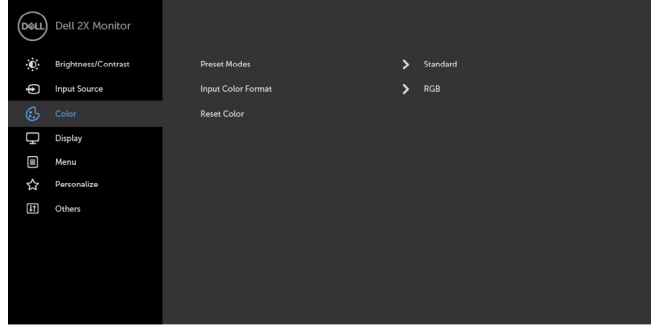 DELL Dell 2X Monitor
Brightness/Contrast Preset Modes Standard
Input Source Input Color Format RGB
Color Reset Color
Display
Menu
Personalize
Others